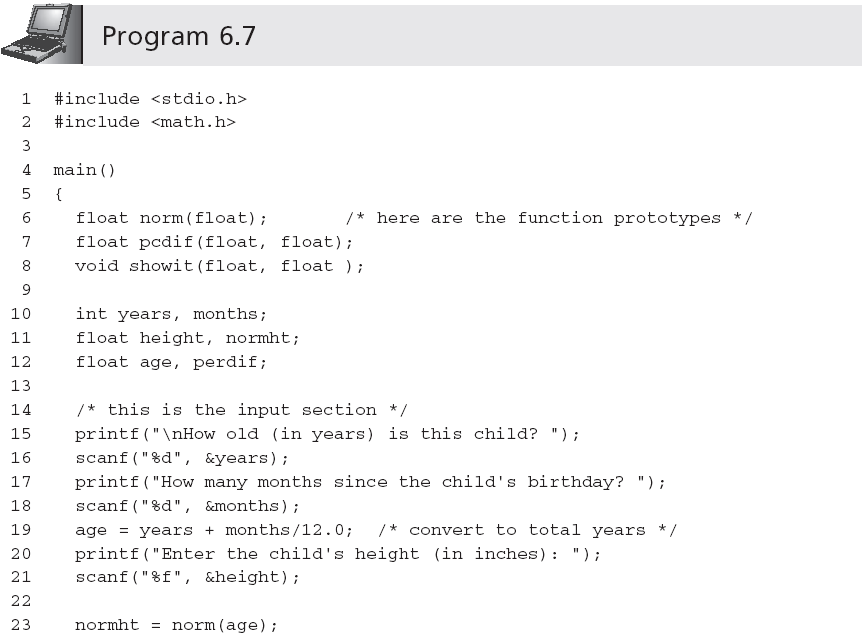 Program 6.7
1 #include <stdio.h>
2 #include <math.h>
3
4 main()
5 {
6   float norm(float);       /* here are the function prototypes */
7   float pcdif(float, float);
8   void showit(float, float );
9
10   int years, months;
11   float height, normht;
12   float age, perdif;
13
14   /* this is the input section */
15   printf("\nHow old (in years) is this child? ");
16   scanf("%d", &years);
17   printf("How many months since the child's birthday? ");
18   scanf("%d", &months);
19   age = years + months/12.0;  /* convert to total years */
20   printf("Enter the child's height (in inches): ");
21   scanf("%f", &height);
22
23   normht = norm(age);